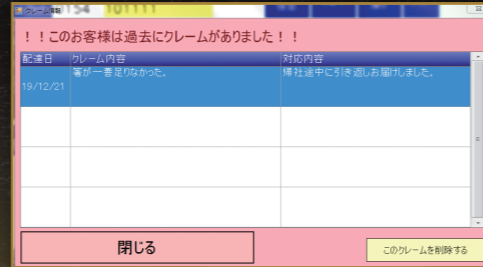 クレーム情報
154 101111
！！このお客様は過去にクレームがありました！！
配達日 クレーム内容 対応内容
19/12/21 箸が一番足りなかった。 帰社途中に引き返しお届けしました。
閉じる
このクレームを削除する